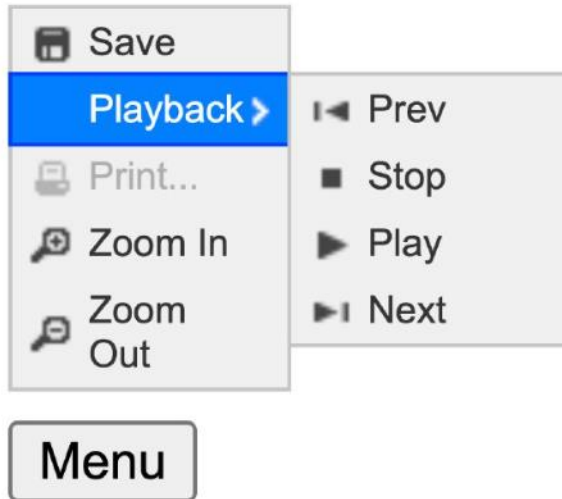 Save
Playback
Prev
Print...
Stop
Zoom In
Play
Zoom
Out
Next
Menu